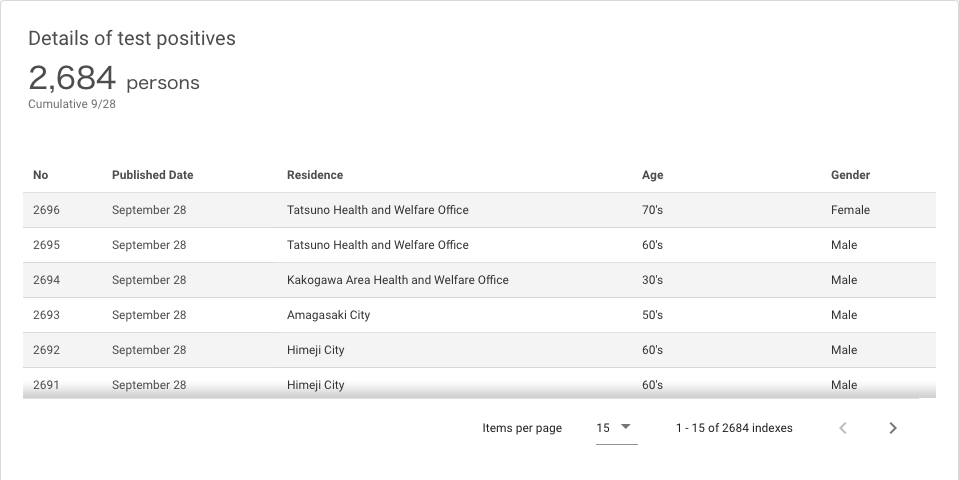 Details of test positives
2,684 persons
Cumulative 9/28
No Published Date Residence Age Gender
2696 September 28 Tatsuno Health and Welfare Office 70's Female
2695 September 28 Tatsuno Health and Welfare Office 60's Male
2694 September 28 Kakogawa Area Health and Welfare Office 30's Male
2693 September 28 Amagasaki City 50's Male
2692 September 28 Himeji City 60's Male
2691 September 28 Himeji City 60's Male
Items per page 15 1 - 15 of 2684 indexes